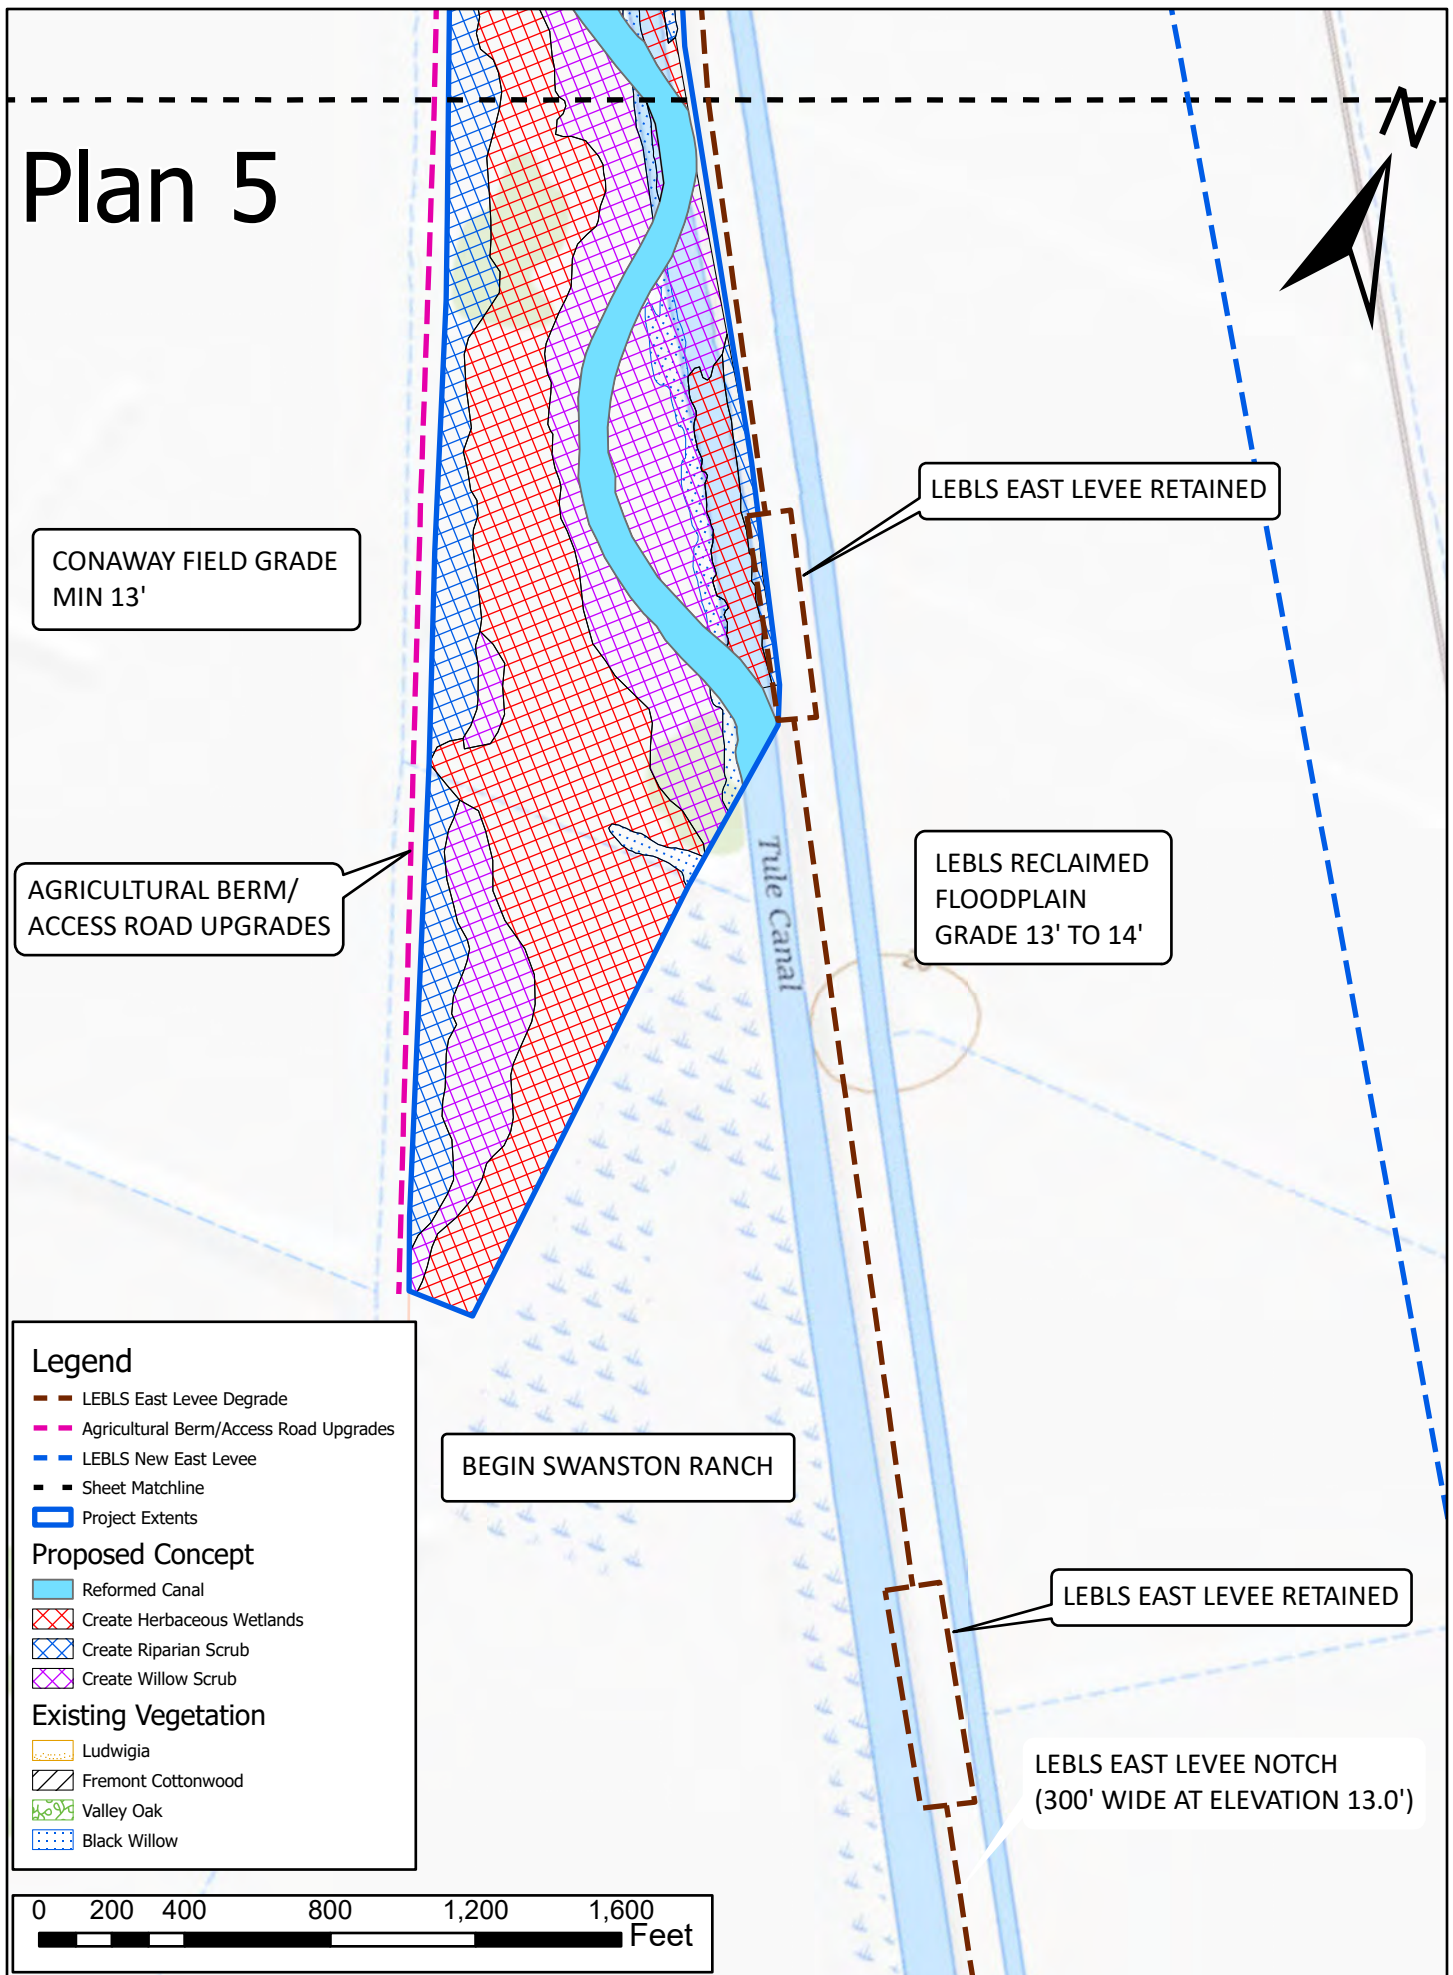 N
Plan 5
LEBLS EAST LEVEE RETAINED
CONAWAY FIELD GRADE
MIN 13'
AGRICULTURAL BERM/
ACCESS ROAD UPGRADES
Tule Canal
LEBLS RECLAIMED
FLOODPLAIN
GRADE 13' TO 14'
BEGIN SWANSTON RANCH
LEBLS EAST LEVEE RETAINED
LEBLS EAST LEVEE NOTCH
(300' WIDE AT ELEVATION 13.0')
Legend
LEBLS East Levee Degrade
Agricultural Berm/Access Road Upgrades
LEBLS New East Levee
Sheet Matchline
Project Extents
Proposed Concept
Reformed Canal
Create Herbaceous Wetlands
Create Riparian Scrub
Create Willow Scrub
Existing Vegetation
Ludwigia
Fremont Cottonwood
Valley Oak
Black Willow
0 200 400 800 1,200 1,600
Feet